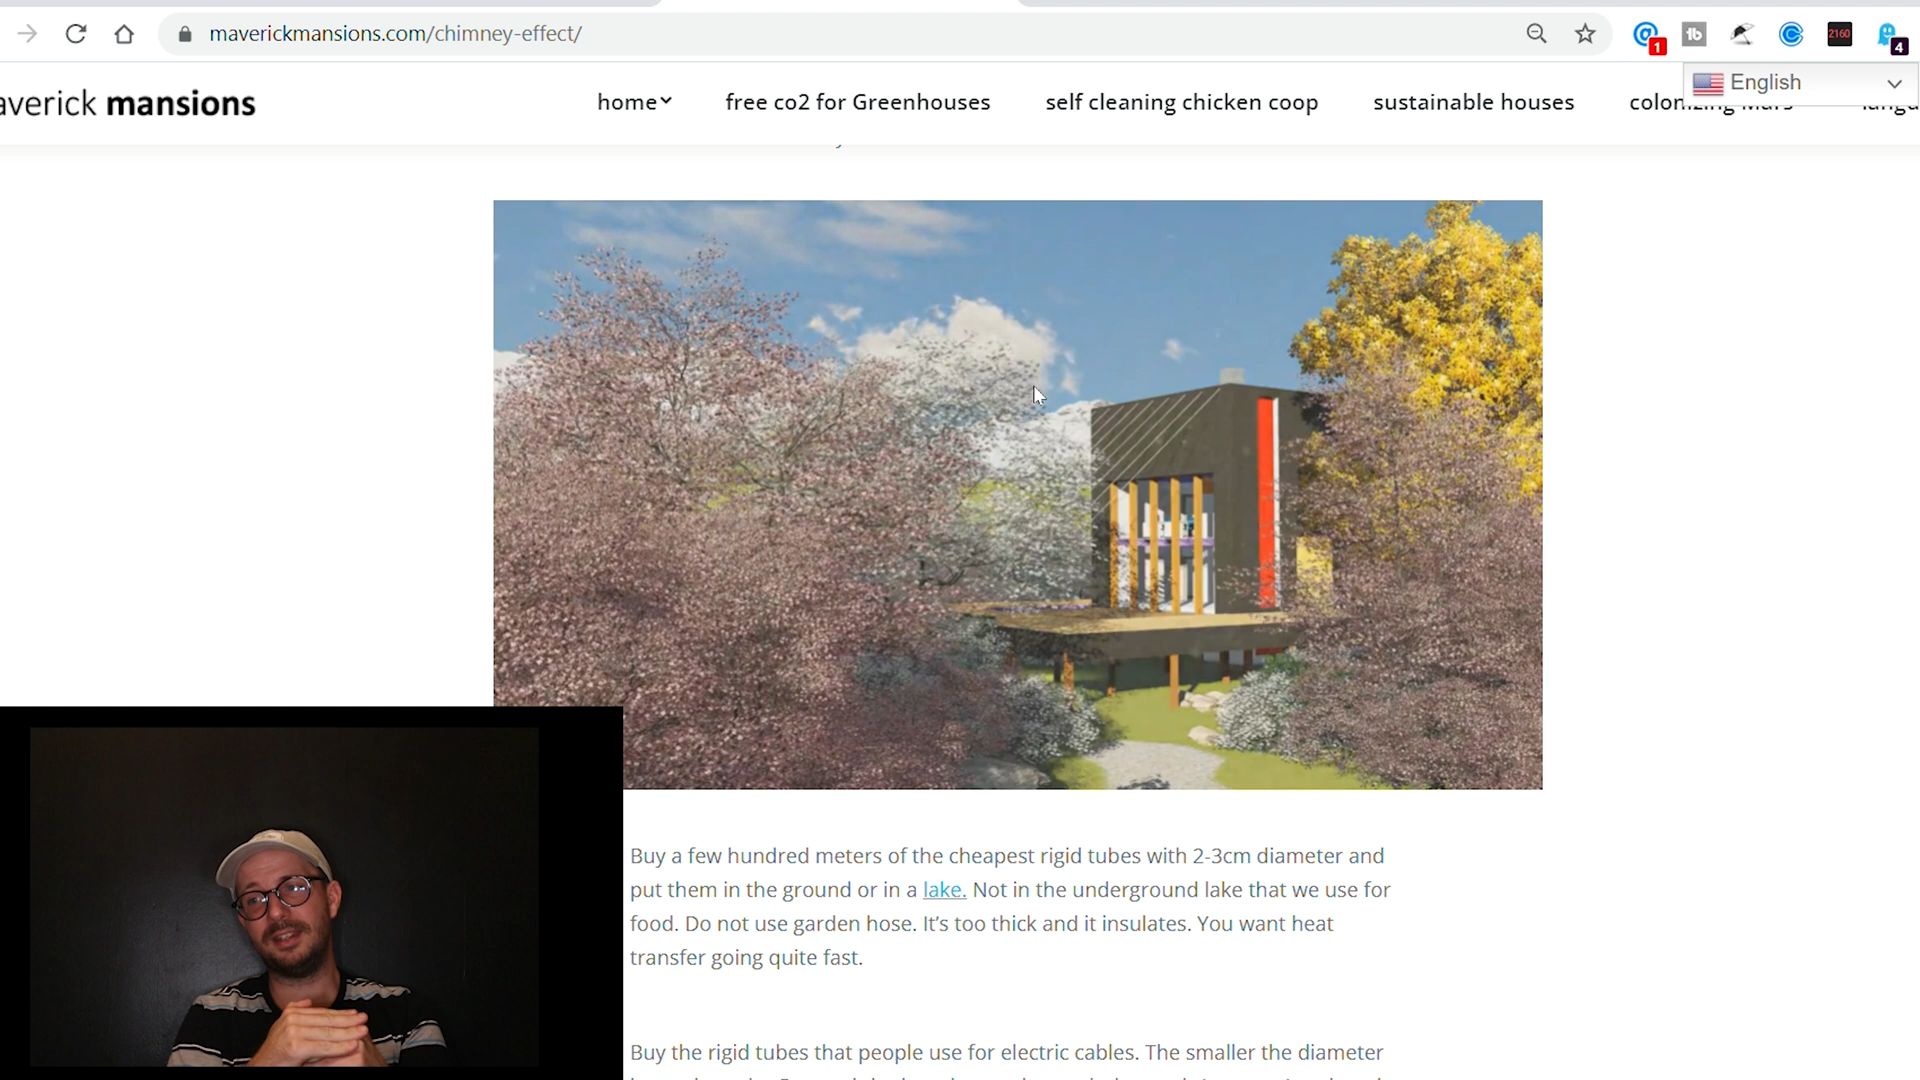 maverickmansions.com/chimney-effect/
1
2160
4
English
averick mansions
home
free co2 for Greenhouses
self cleaning chicken coop
sustainable houses
Buy a few hundred meters of the cheapest rigid tubes with 2-3cm diameter and
put them in the ground or in a lake. Not in the underground lake that we use for
food. Do not use garden hose. It’s too thick and it insulates. You want heat
transfer going quite fast.
Buy the rigid tubes that people use for electric cables. The smaller the diameter